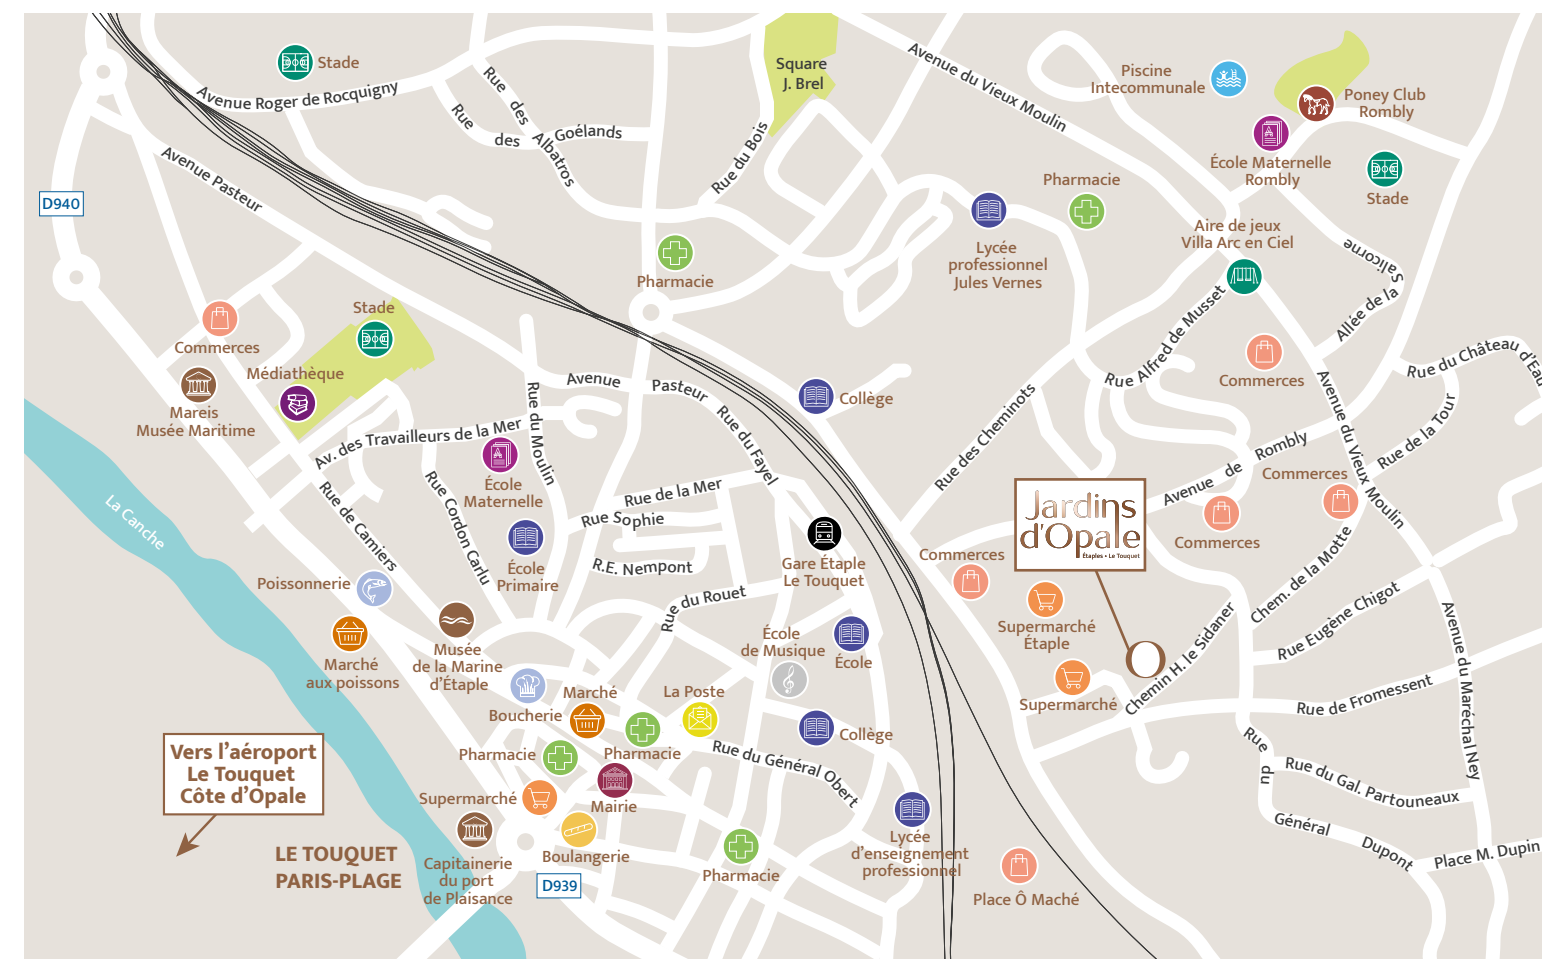 Stade
Avenue Roger de Rocquigny
Rue des Albatros
Rue des Goélands
Square
J. Brel
Rue du Bois
Avenue du Vieux Moulin
Piscine
Intecommunale
Poney Club
Rombly
École Maternelle
Rombly
Stade
Avenue Pasteur
D940
Pharmacie
Lycée
professionnel
Jules Vernes
Pharmacie
Aire de jeux
Villa Arc en Ciel
Allée de la Salicorne
Rue Alfred de Musset
Commerces
Mareis
Musée Maritime
Médiathèque
Stade
Avenue Pasteur
Collège
Commerces
Rue du Château d'Eau
Rue de la Tour
Avenue du Vieux Moulin
Av. des Travailleurs de la Mer
Rue du Moulin
Rue du Fayel
Rue des Cheminots
Avenue de Rombly
Commerces
Commerces
École
Maternelle
Rue de la Mer
Rue Sophie
R.E. Nempont
La Canche
Rue de Camiers
Rue Cordon Carlu
École
Primaire
Gare Étaple
Le Touquet
Commerces
Jardins
d'Opale
Étaples • Le Touquet
O
Chem. de la Motte
Rue Eugène Chigot
Poissonnerie
Rue du Rouet
Supermarché
Étaple
Marché
aux poissons
Musée
de la Marine
d'Étaple
École
de Musique
École
Supermarché
Chemin H. le Sidaner
Rue de Fromessent
Avenue du Maréchal Ney
Boucherie
Marché
La Poste
Collège
Pharmacie
Pharmacie
Rue du Général Obert
Vers l'aéroport
Le Touquet
Côte d'Opale
Supermarché
Mairie
Rue du Général Dupont
Rue du Gal. Partouneaux
Place M. Dupin
LE TOUQUET
PARIS-PLAGE
Capitainerie
du port
de Plaisance
Boulangerie
D939
Pharmacie
Lycée
d'enseignement
professionnel
Place Ô Maché